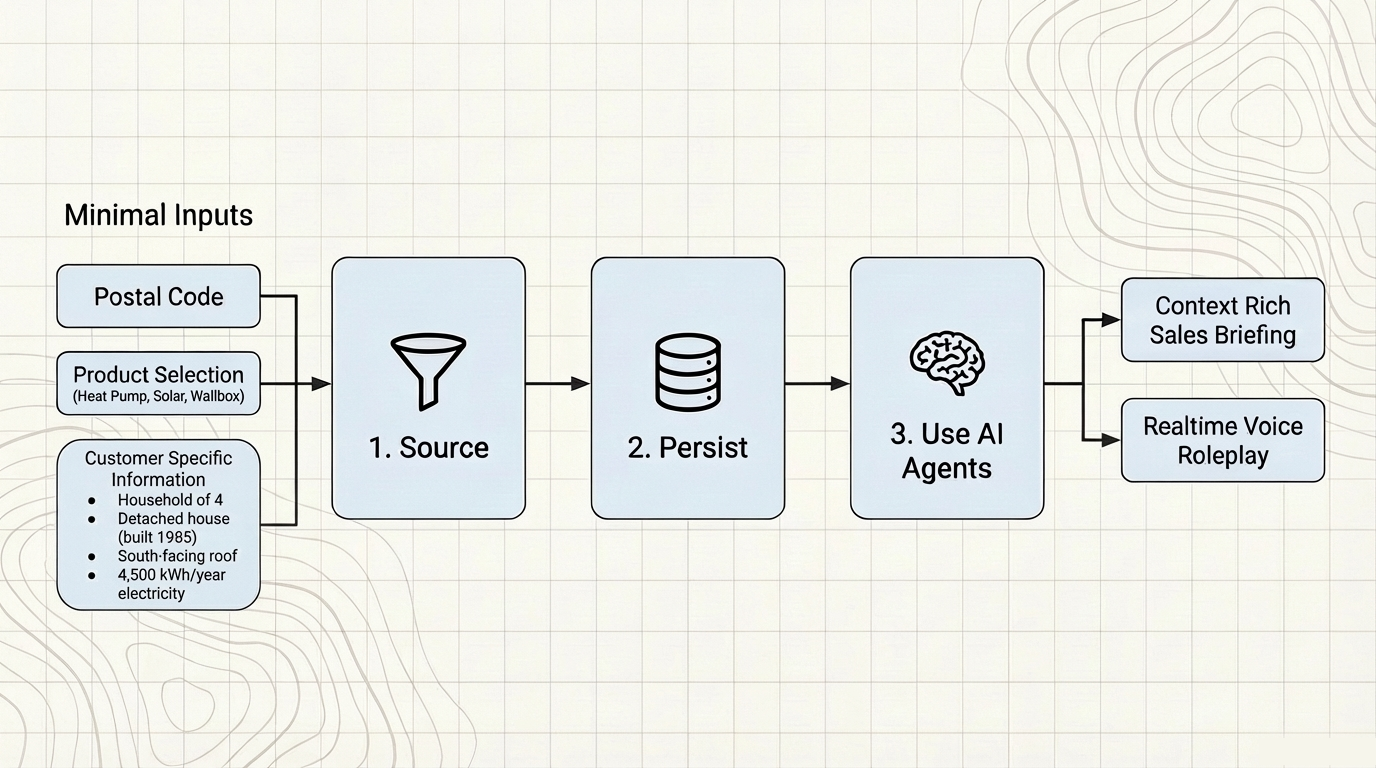 Minimal Inputs
Postal Code
Product Selection
(Heat Pump, Solar, Wallbox)
Customer Specific
Information
● Household of 4
● Detached house
(built 1985)
● South-facing roof
● 4,500 kWh/year
electricity
1. Source
2. Persist
3. Use AI
Agents
Context Rich
Sales Briefing
Realtime Voice
Roleplay